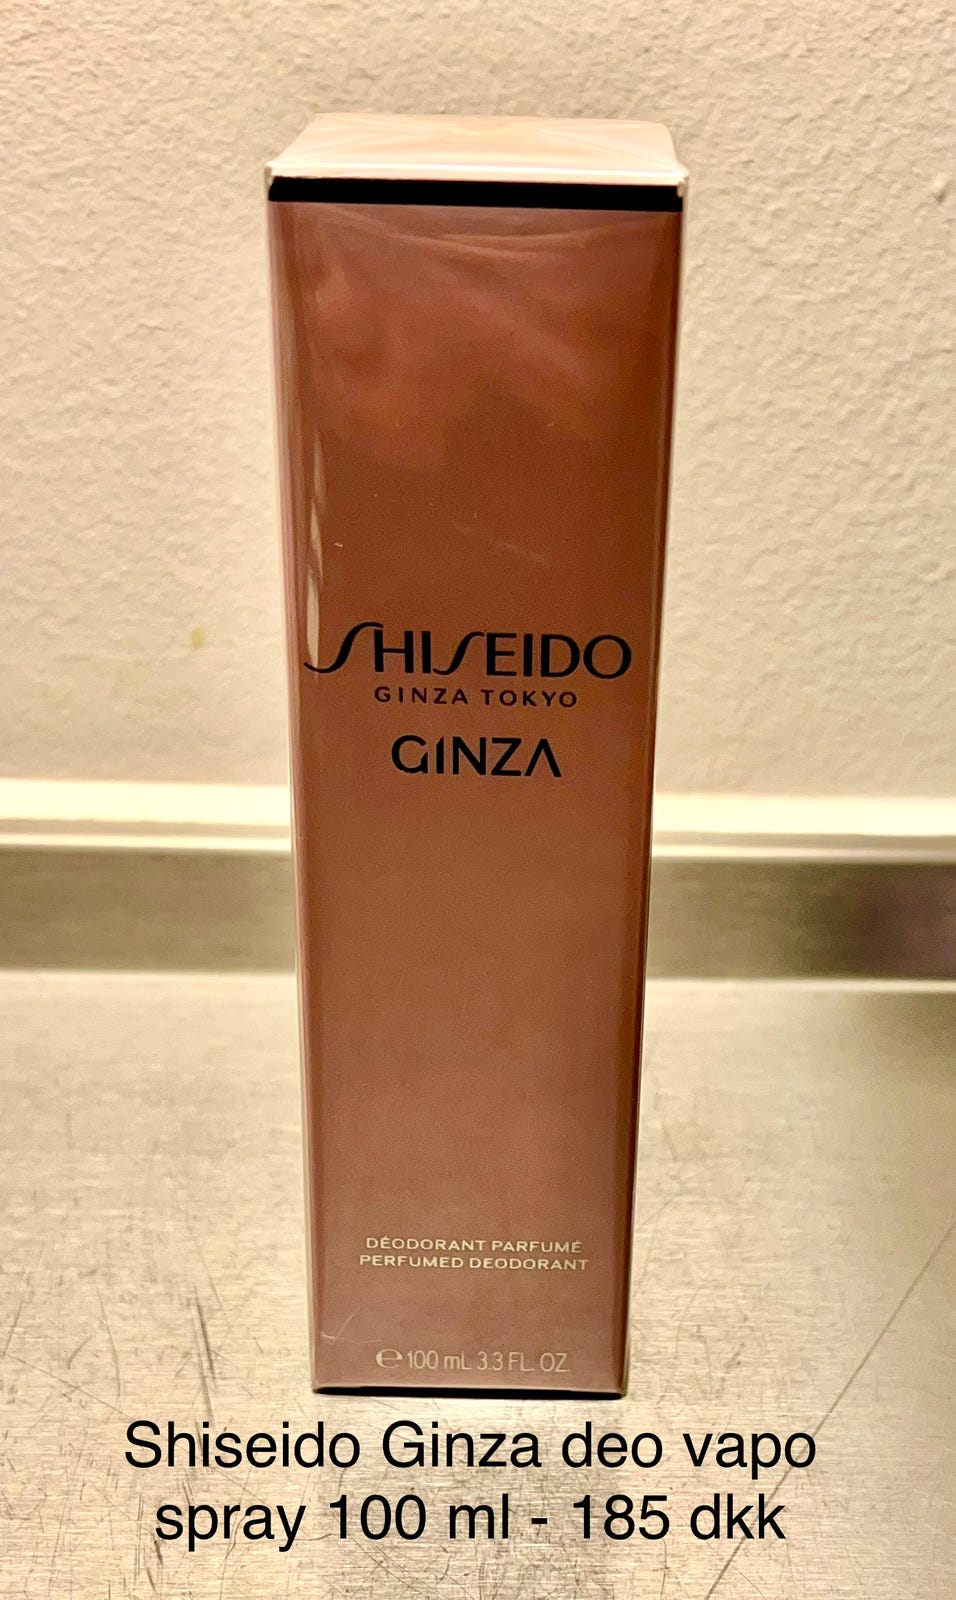 SHISEIDO
GINZA TOKYO
GINZA
DÉODORANT PARFUMÉ
PERFUMED DEODORANT
℮ 100 mL 3.3 FL. OZ
Shiseido Ginza deo vapo
spray 100 ml - 185 dkk